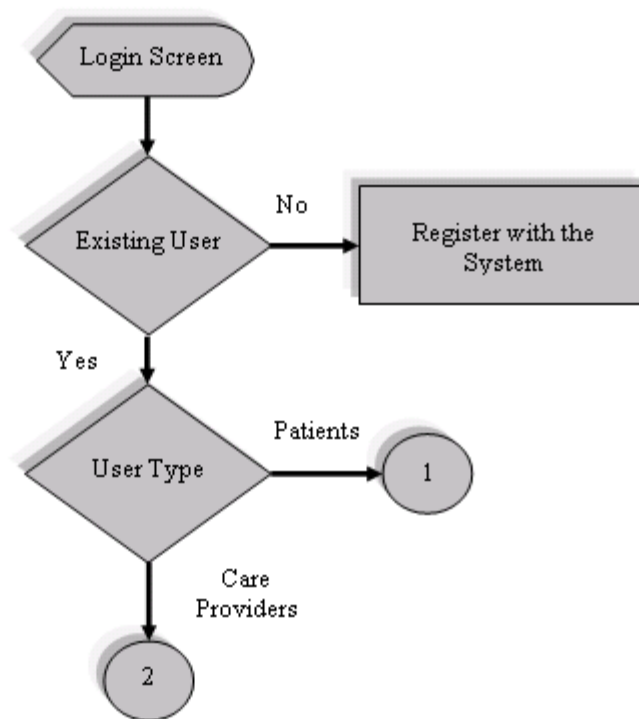 Login Screen
Existing User
No
Register with the
System
Yes
User Type
Patients
1
Care
Providers
2